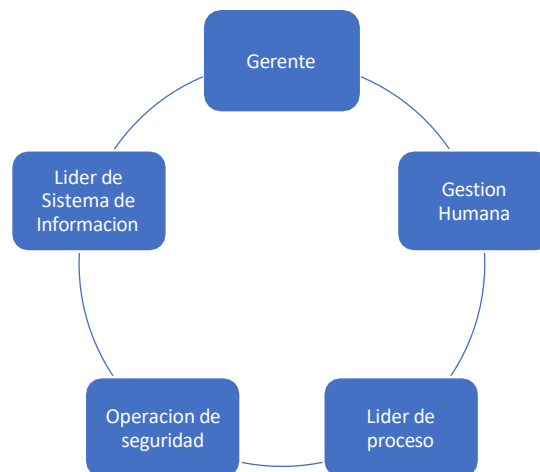 Gerente
Gestion
Humana
Lider de
proceso
Operacion de
seguridad
Lider de
Sistema de
Informacion